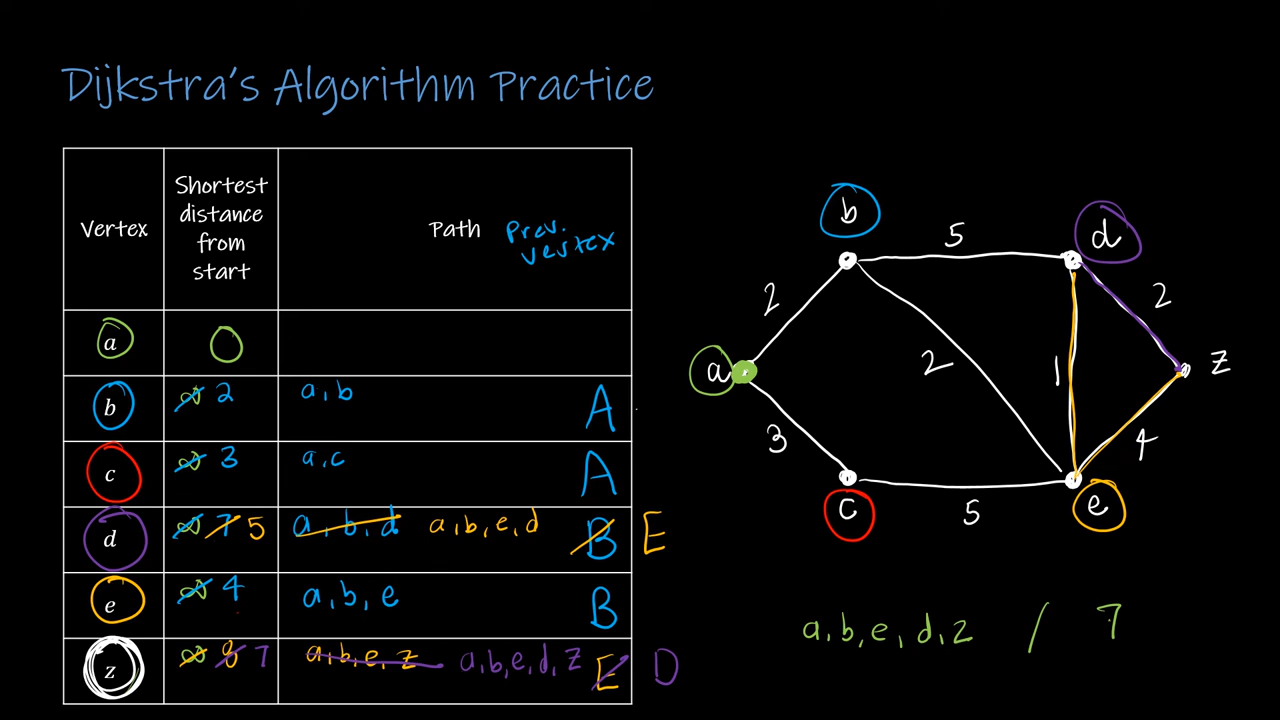 Dijkstra's Algorithm Practice
Vertex
Shortest
distance
from
start
Path
Prev.
vertex
a 0
b ∞ 2 a, b A
c ∞ 3 a, c A
d ∞ 7 5 a, b, d a, b, e, d B E
e ∞ 4 a, b, e B
z ∞ 8 7 a, b, e, z a, b, e, d, z E D
b
d
5
2
2
a
2
1
z
3
4
c
5
e
a, b, e, d, z / 7